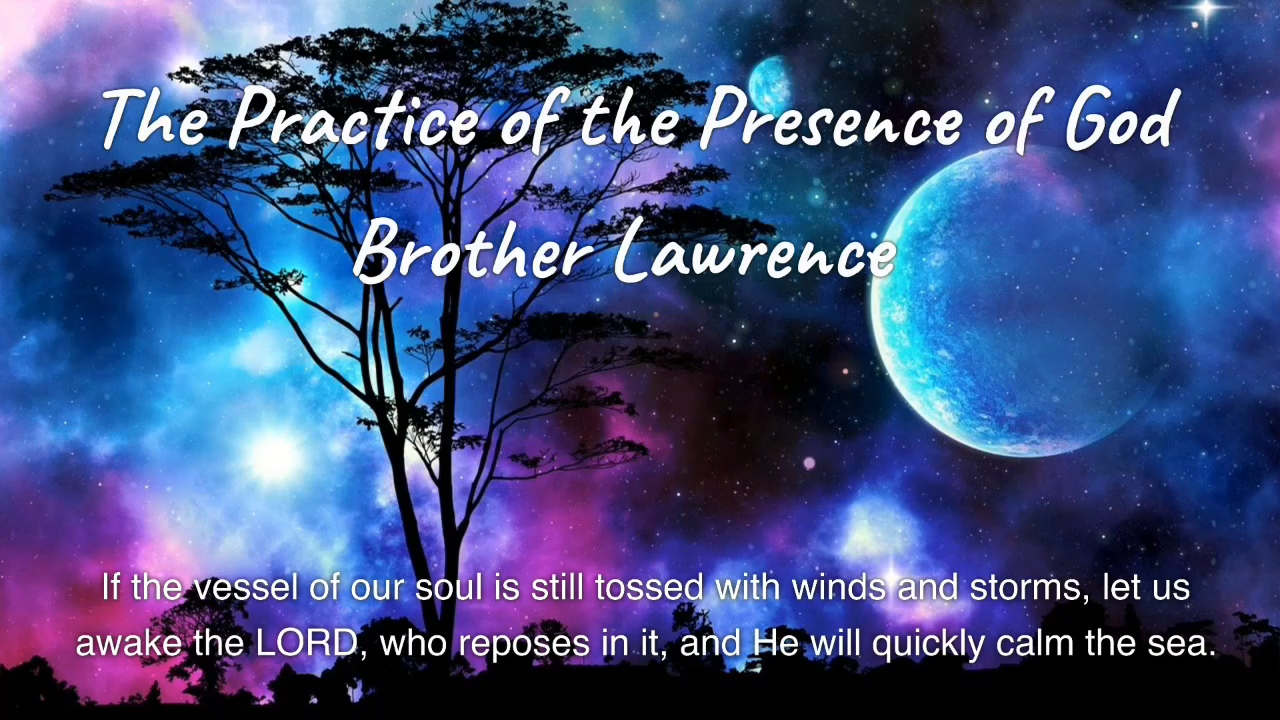 The Practice of the Presence of God
Brother Lawrence
If the vessel of our soul is still tossed with winds and storms, let us
awake the LORD, who reposes in it, and He will quickly calm the sea.